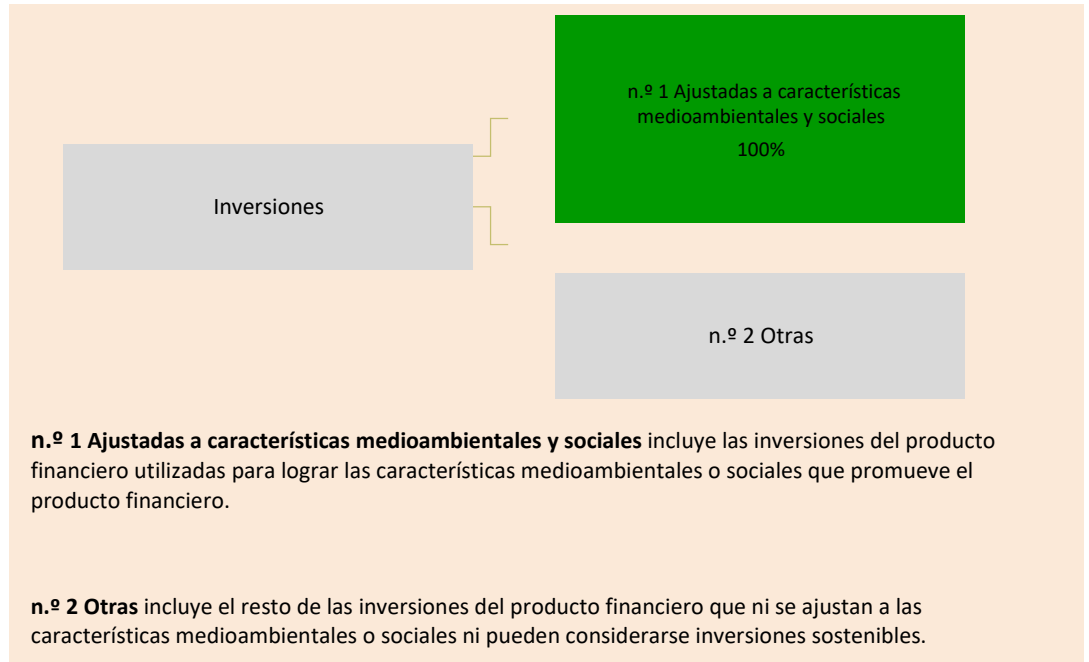 n.º 1 Ajustadas a características
medioambientales y sociales
100%
Inversiones
n.º 2 Otras
n.º 1 Ajustadas a características medioambientales y sociales incluye las inversiones del producto
financiero utilizadas para lograr las características medioambientales o sociales que promueve el
producto financiero.
n.º 2 Otras incluye el resto de las inversiones del producto financiero que ni se ajustan a las
características medioambientales o sociales ni pueden considerarse inversiones sostenibles.